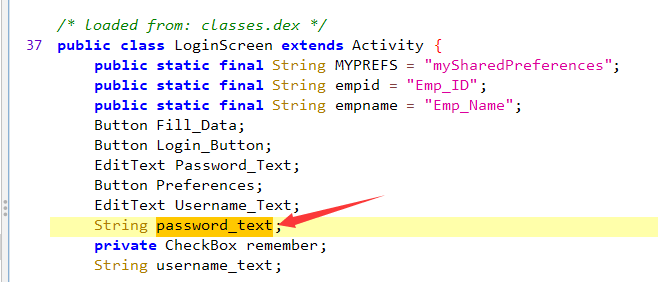 /* loaded from: classes.dex */
37 public class LoginScreen extends Activity {
public static final String MYPREFS = "mySharedPreferences";
public static final String empid = "Emp_ID";
public static final String empname = "Emp_Name";
Button Fill_Data;
Button Login_Button;
EditText Password_Text;
Button Preferences;
EditText Username_Text;
String password_text;
private CheckBox remember;
String username_text;